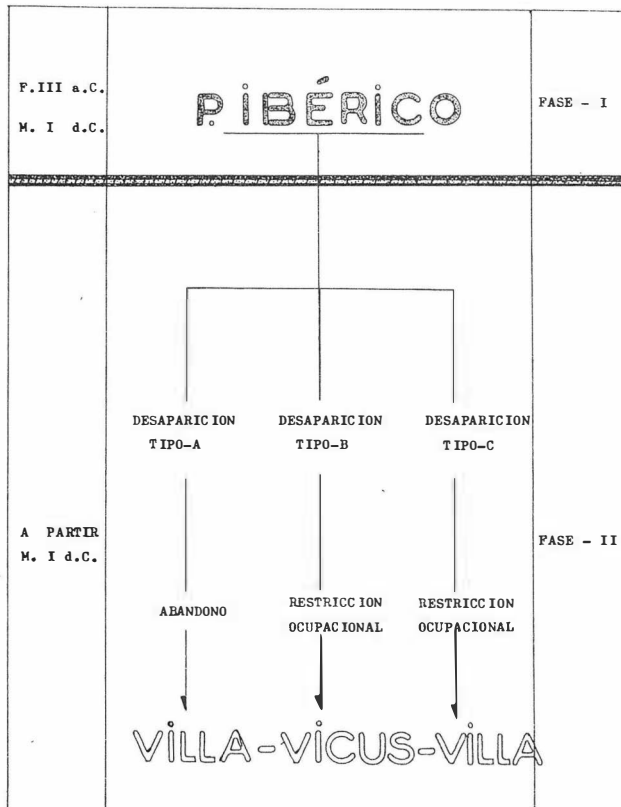 F.III a.C.
M. I d.C.
P. IBÉRICO
FASE - I
DESAPARICION
TIPO-A
DESAPARICION
TIPO-B
DESAPARICION
TIPO-C
A PARTIR
M. I d.C.
FASE - II
ABANDONO
RESTRICCION
OCUPACIONAL
RESTRICCION
OCUPACIONAL
VILLA-VICUS-VILLA